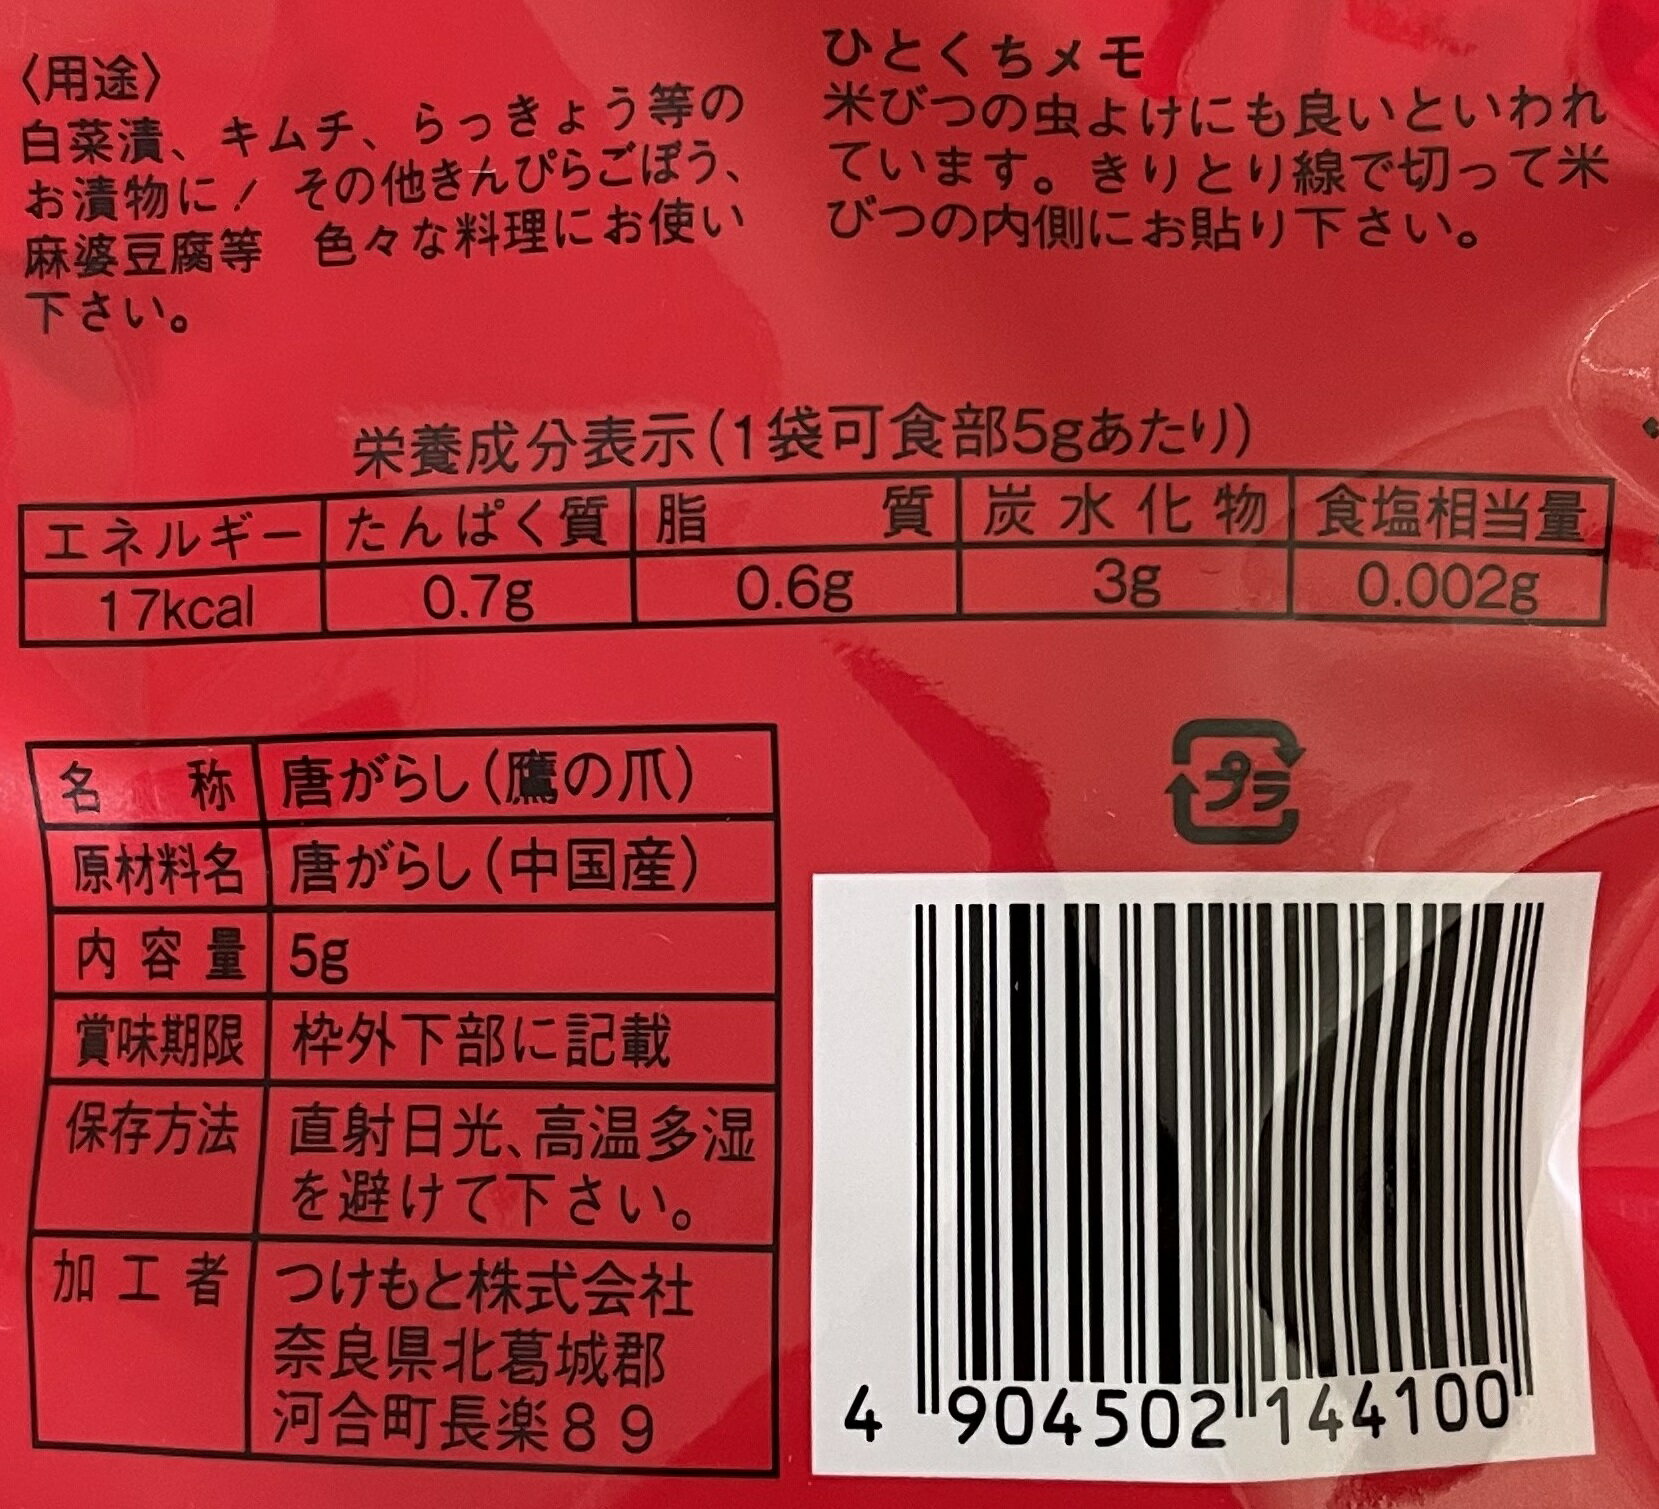 〈用途〉
白菜漬、キムチ、らっきょう等の
お漬物に！ その他きんぴらごぼう、
麻婆豆腐等 色々な料理にお使い
下さい。
ひとくちメモ
米びつの虫よけにも良いといわれ
ています。きりとり線で切って米
びつの内側にお貼り下さい。
栄養成分表示(1袋可食部5gあたり)
エネルギー たんぱく質 脂質 炭水化物 食塩相当量
17kcal 0.7g 0.6g 3g 0.002g
名称 唐がらし(鷹の爪)
原材料名 唐がらし(中国産)
内容量 5g
賞味期限 枠外下部に記載
保存方法 直射日光、高温多湿
を避けて下さい。
加工者 つけもと株式会社
奈良県北葛城郡
河合町長楽89
プラ
4 904502 144100